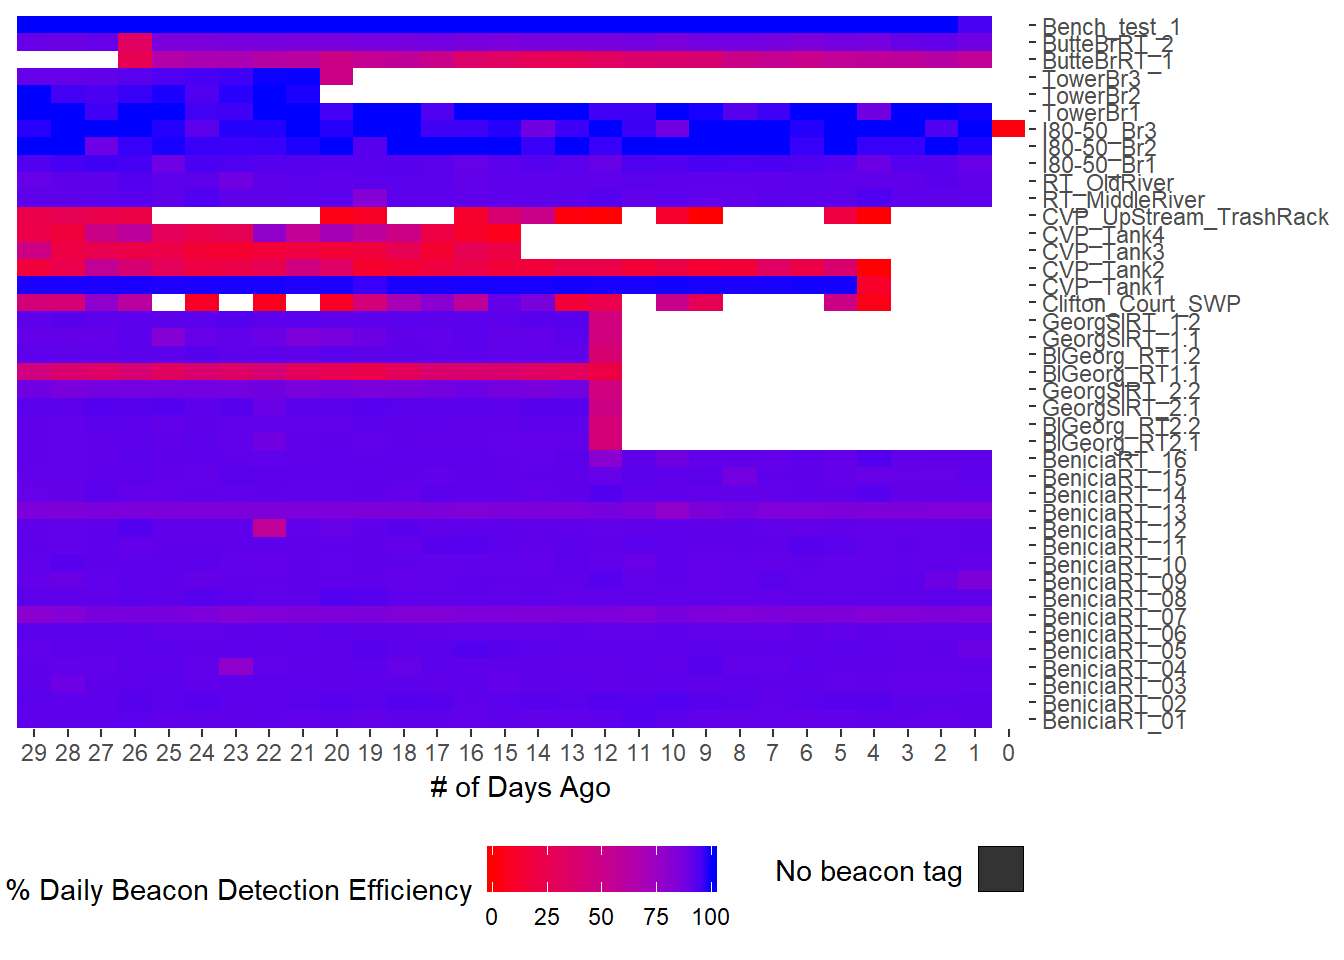 Bench_test_1
ButteBrRT_2
ButteBrRT_1
TowerBr3
TowerBr2
TowerBr1
I80-50_Br3
I80-50_Br2
I80-50_Br1
RT_OldRiver
RT_MiddleRiver
CVP_UpStream_TrashRack
CVP_Tank4
CVP_Tank3
CVP_Tank2
CVP_Tank1
Clifton_Court_SWP
GeorgSlRT_1.2
GeorgSlRT_1.1
BlGeorg_RT1.2
BlGeorg_RT1.1
GeorgSlRT_2.2
GeorgSlRT_2.1
BlGeorg_RT2.2
BlGeorg_RT2.1
BeniciaRT_16
BeniciaRT_15
BeniciaRT_14
BeniciaRT_13
BeniciaRT_12
BeniciaRT_11
BeniciaRT_10
BeniciaRT_09
BeniciaRT_08
BeniciaRT_07
BeniciaRT_06
BeniciaRT_05
BeniciaRT_04
BeniciaRT_03
BeniciaRT_02
BeniciaRT_01
29 28 27 26 25 24 23 22 21 20 19 18 17 16 15 14 13 12 11 10 9 8 7 6 5 4 3 2 1 0
# of Days Ago
% Daily Beacon Detection Efficiency
0 25 50 75 100
No beacon tag